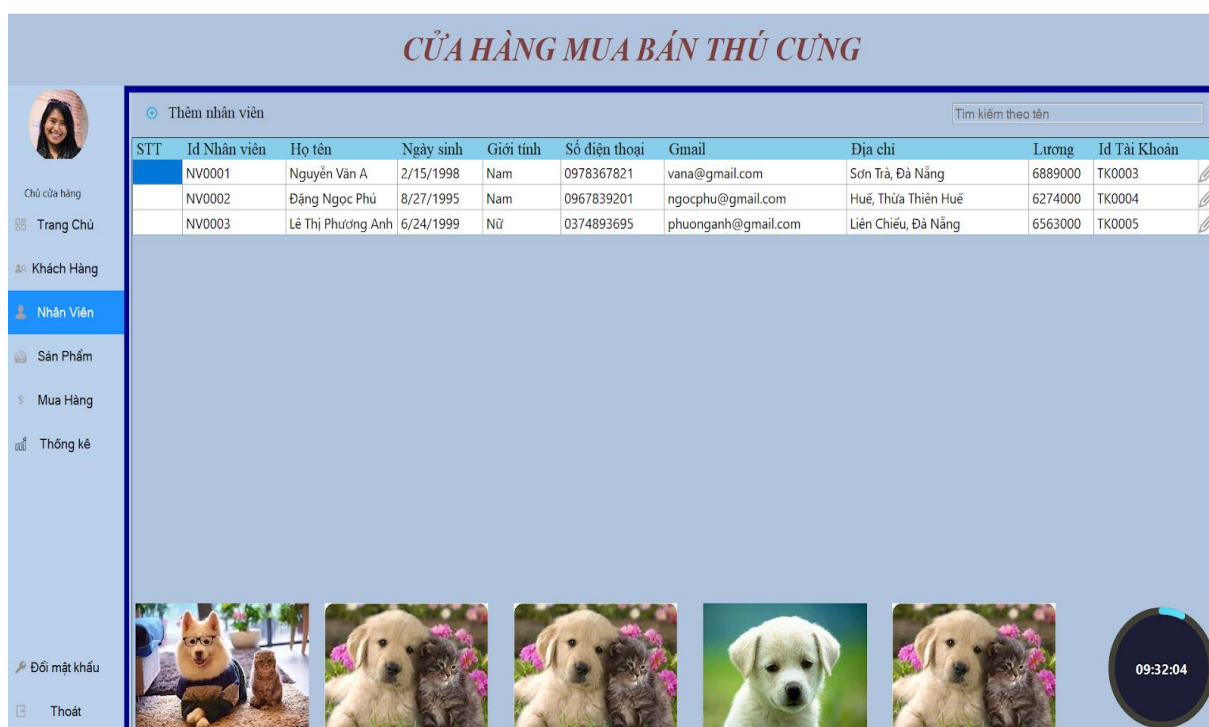 CỬA HÀNG MUA BÁN THÚ CƯNG
Thêm nhân viên
Tìm kiếm theo tên
STT Id Nhân viên Họ tên Ngày sinh Giới tính Số điện thoại Gmail Địa chỉ Lương Id Tài Khoản
NV0001 Nguyễn Văn A 2/15/1998 Nam 0978367821 vana@gmail.com Sơn Trà, Đà Nẵng 6889000 TK0003
NV0002 Đặng Ngọc Phú 8/27/1995 Nam 0967839201 ngocphu@gmail.com Huế, Thừa Thiên Huế 6274000 TK0004
NV0003 Lê Thị Phương Anh 6/24/1999 Nữ 0374893695 phuonganh@gmail.com Liên Chiểu, Đà Nẵng 6563000 TK0005
Chủ cửa hàng
Trang Chủ
Khách Hàng
Nhân Viên
Sản Phẩm
Mua Hàng
Thống kê
Đổi mật khẩu
Thoát
09:32:04